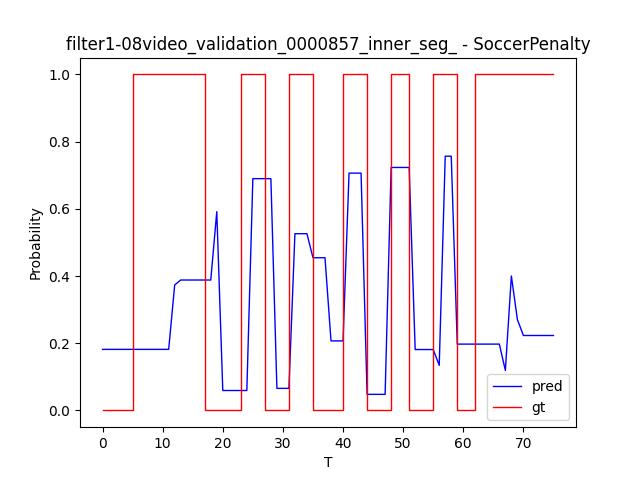 filter1-08video_validation_0000857_inner_seg_ - SoccerPenalty
1.0
0.8
0.6
0.4
0.2
0.0
Probability
0 10 20 30 40 50 60 70
T
pred
gt